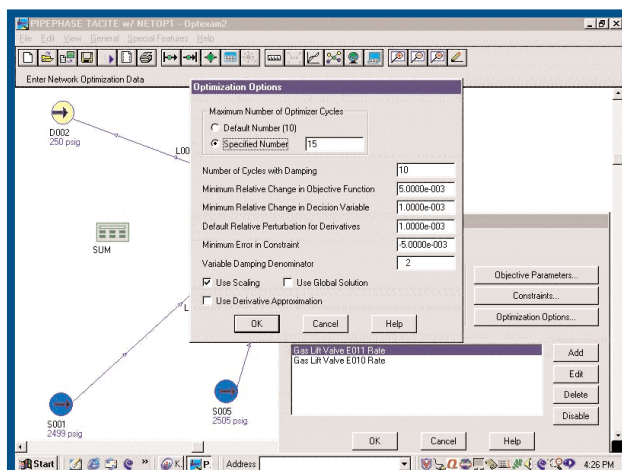 PIPEPHASE TACITE w/ NETOPT - Optexam2
File Edit View General Special Features Help
Enter Network Optimization Data
Optimization Options
Maximum Number of Optimizer Cycles
Default Number (10)
Specified Number 15
Number of Cycles with Damping 10
Minimum Relative Change in Objective Function 5.0000e-003
Minimum Relative Change in Decision Variable 1.0000e-003
Default Relative Perturbation for Derivatives 1.0000e-003
Minimum Error in Constraint -5.0000e-003
Variable Damping Denominator 2
Use Scaling Use Global Solution
Use Derivative Approximation
OK Cancel Help
D002
250 psig
L00
SUM
L
S001
2499 psig
S005
2505 psig
Objective Parameters...
Constraints...
Optimization Options...
Gas Lift Valve E011 Rate
Gas Lift Valve E010 Rate
Add
Edit
Delete
Disable
OK Cancel Help
Start K. P. Address 4:26 PM